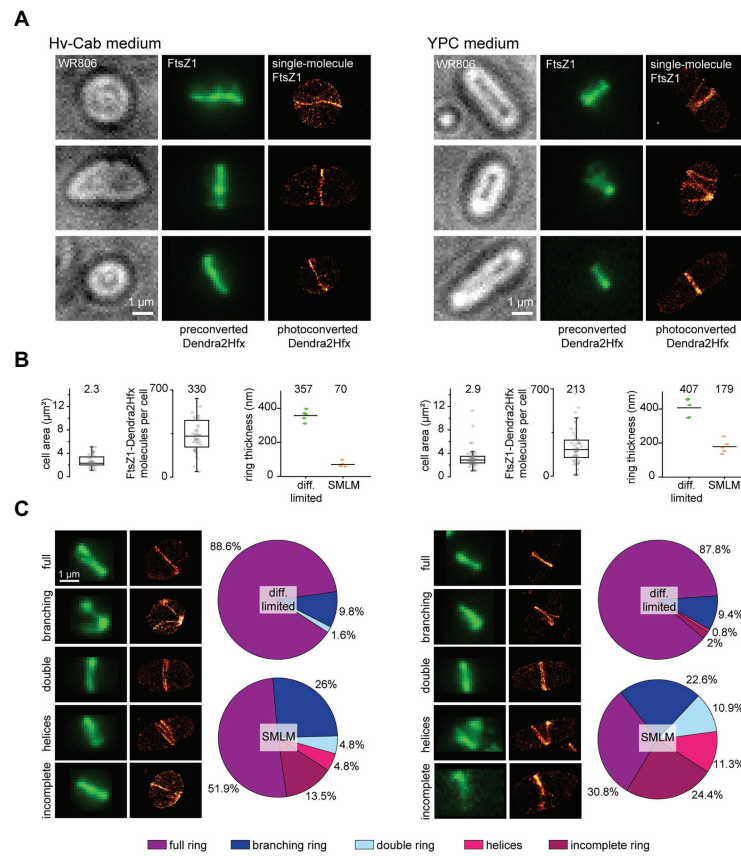 A
Hv-Cab medium
WR806
FtsZ1
single-molecule
FtsZ1
1 µm
preconverted
Dendra2Hfx
photoconverted
Dendra2Hfx
YPC medium
WR806
FtsZ1
single-molecule
FtsZ1
1 µm
preconverted
Dendra2Hfx
photoconverted
Dendra2Hfx
B
2.3
cell area (µm²)
12
8
4
0
330
FtsZ1-Dendra2Hfx
molecules per cell
700
0
357
70
ring thickness (nm)
400
200
0
diff.
limited
SMLM
2.9
cell area (µm²)
12
8
4
0
213
FtsZ1-Dendra2Hfx
molecules per cell
700
0
407
179
ring thickness (nm)
400
200
0
diff.
limited
SMLM
C
full
1 µm
branching
double
helices
incomplete
88.6%
diff.
limited
9.8%
1.6%
26%
SMLM
4.8%
4.8%
13.5%
51.9%
full
branching
double
helices
incomplete
87.8%
diff.
limited
9.4%
0.8%
2%
22.6%
10.9%
SMLM
11.3%
24.4%
30.8%
full ring
branching ring
double ring
helices
incomplete ring